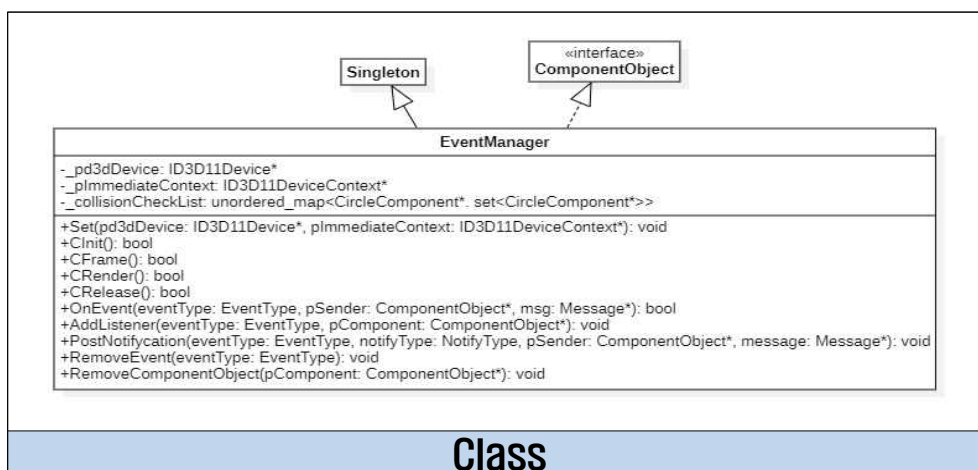 «interface»
Singleton
ComponentObject
EventManager
-_pd3dDevice: ID3D11Device*
-_pImmediateContext: ID3D11DeviceContext*
-_collisionCheckList: unordered_map<CircleComponent*. set<CircleComponent*>>
+Set(pd3dDevice: ID3D11Device*, pImmediateContext: ID3D11DeviceContext*): void
+CInit(): bool
+CFrame(): bool
+CRender(): bool
+CRelease(): bool
+OnEvent(eventType: EventType, pSender: ComponentObject*, msg: Message*): bool
+AddListener(eventType: EventType, pComponent: ComponentObject*): void
+PostNotifycation(eventType: EventType, notifyType: NotifyType, pSender: ComponentObject*, message: Message*): void
+RemoveEvent(eventType: EventType): void
+RemoveComponentObject(pComponent: ComponentObject*): void
Class